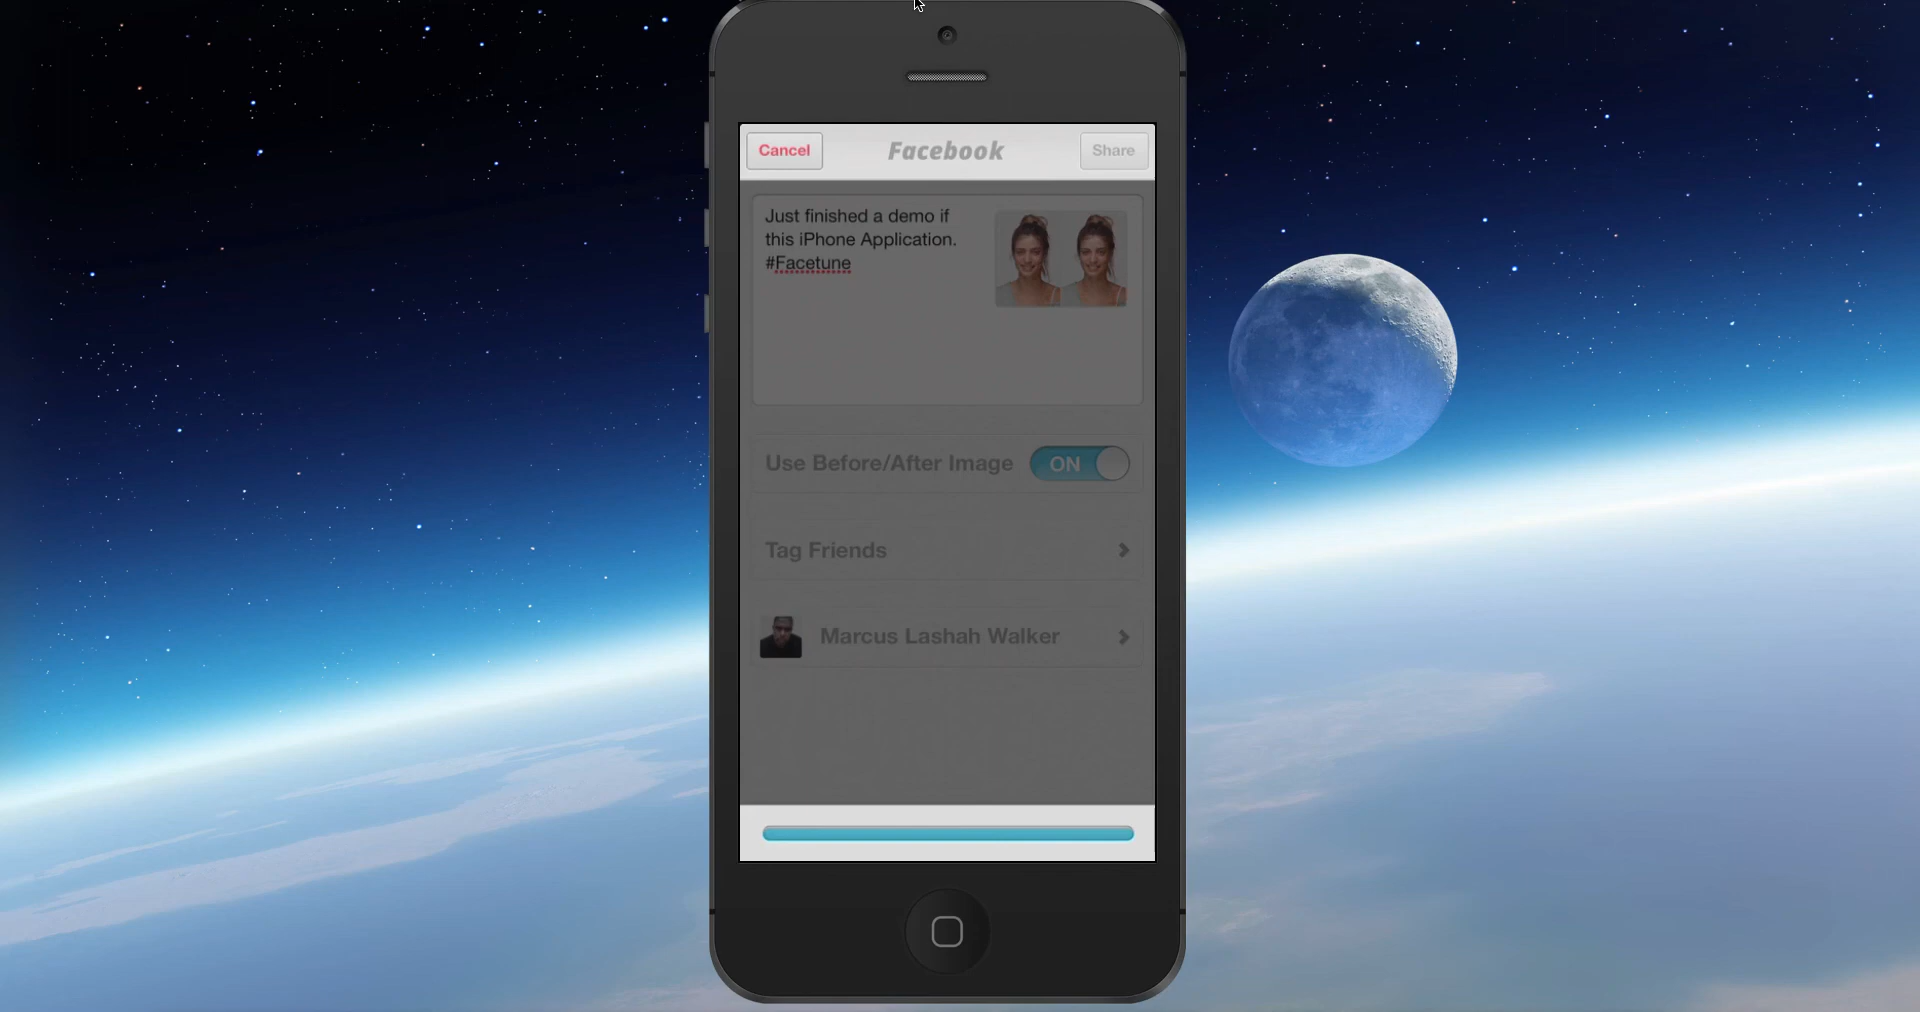 Cancel
Facebook
Share
Just finished a demo if
this iPhone Application.
#Facetune
Use Before/After Image
ON
Tag Friends
Marcus Lashah Walker